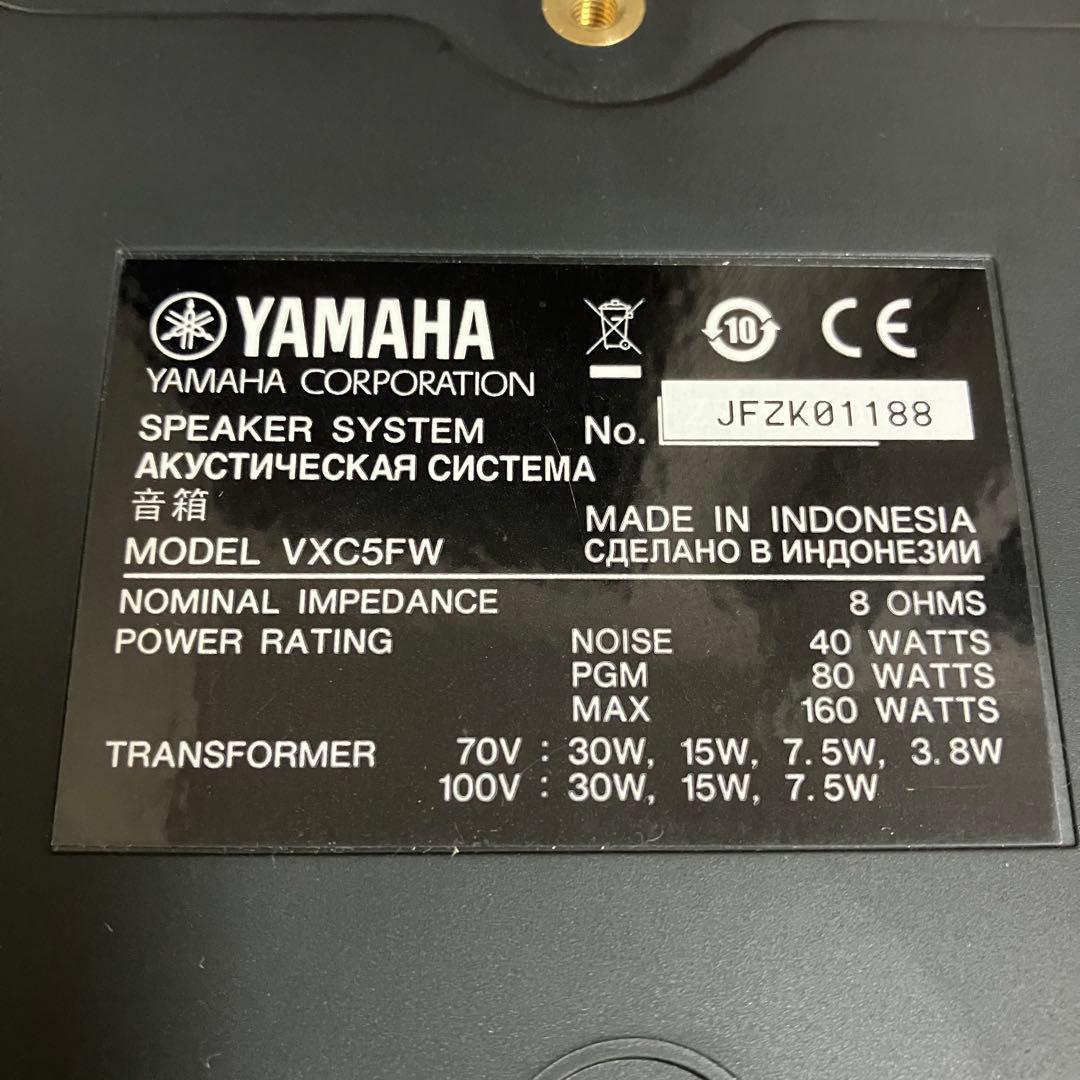 YAMAHA
YAMAHA CORPORATION
10
CE
SPEAKER SYSTEM
No. JFZK01188
АКУСТИЧЕСКАЯ СИСТЕМА
音箱
MADE IN INDONESIA
MODEL VXC5FW
СДЕЛАНО В ИНДОНЕЗИИ
NOMINAL IMPEDANCE 8 OHMS
POWER RATING NOISE 40 WATTS
PGM 80 WATTS
MAX 160 WATTS
TRANSFORMER 70V : 30W, 15W, 7.5W, 3.8W
100V : 30W, 15W, 7.5W